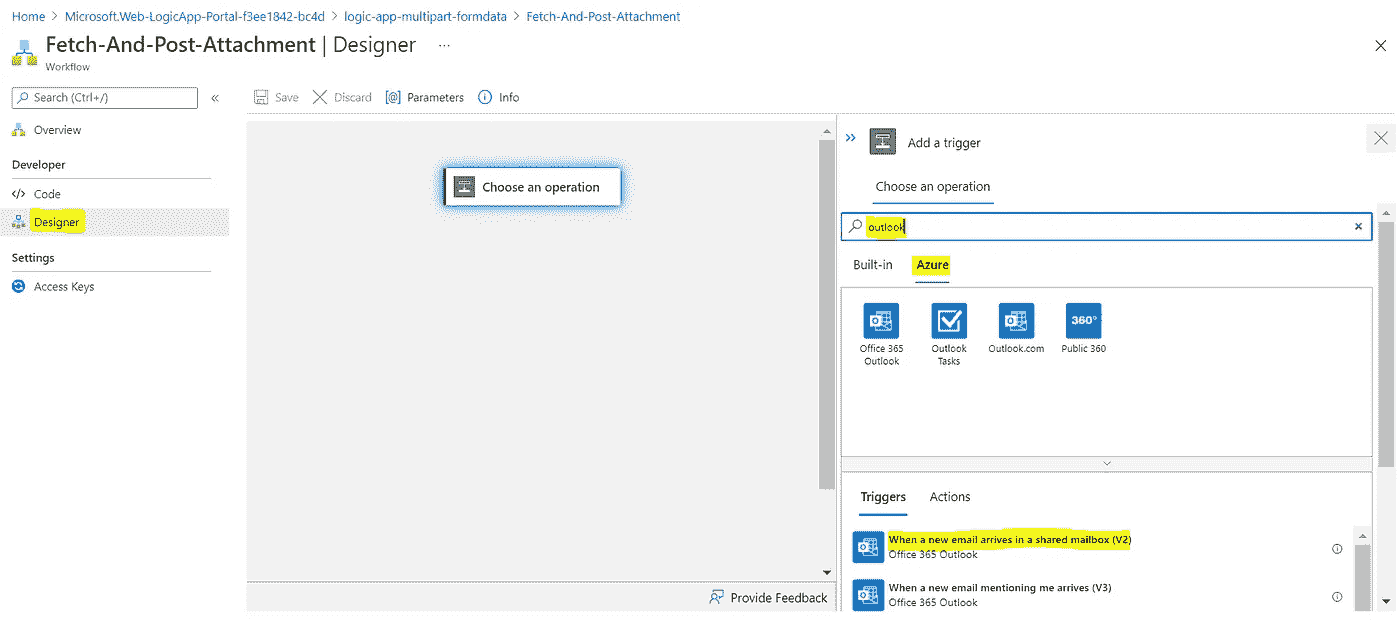 Home > Microsoft.Web-LogicApp-Portal-f3ee1842-bc4d > logic-app-multipart-formdata > Fetch-And-Post-Attachment
Fetch-And-Post-Attachment | Designer ...
Workflow
Search (Ctrl+/)
«
Overview
Developer
</> Code
Designer
Settings
Access Keys
Save Discard [@] Parameters Info
Choose an operation
Provide Feedback
» Add a trigger
Choose an operation
outlook
Built-in Azure
360°
Office 365 Outlook
Outlook Tasks
Outlook.com
Public 360
Triggers Actions
When a new email arrives in a shared mailbox (V2)
Office 365 Outlook
When a new email mentioning me arrives (V3)
Office 365 Outlook